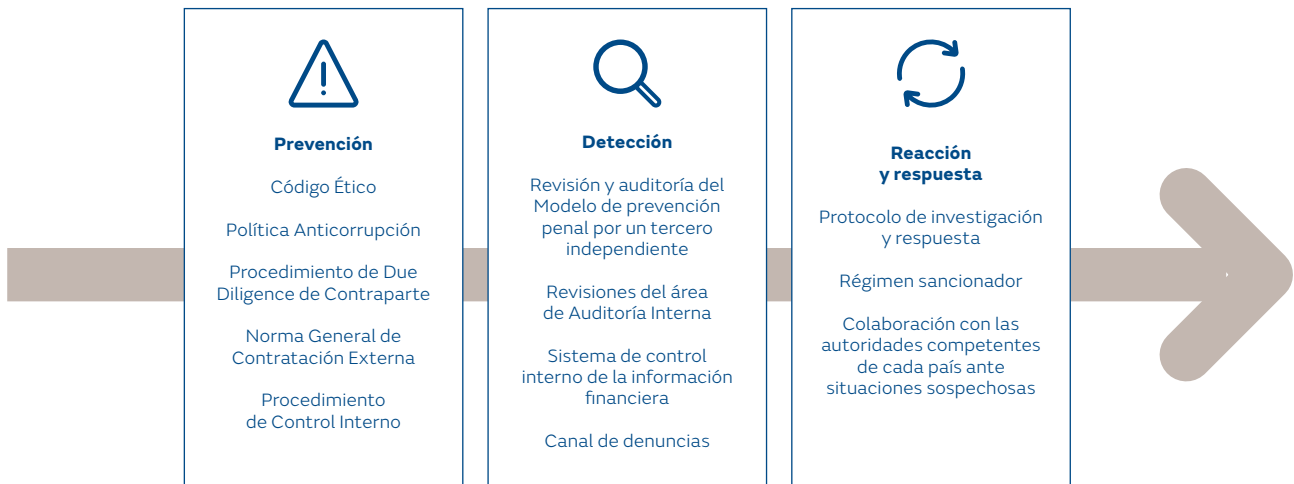 Prevención
Código Ético
Política Anticorrupción
Procedimiento de Due
Diligence de Contraparte
Norma General de
Contratación Externa
Procedimiento
de Control Interno
Detección
Revisión y auditoría del
Modelo de prevención
penal por un tercero
independiente
Revisiones del área
de Auditoría Interna
Sistema de control
interno de la información
financiera
Canal de denuncias
Reacción
y respuesta
Protocolo de investigación
y respuesta
Régimen sancionador
Colaboración con las
autoridades competentes
de cada país ante
situaciones sospechosas